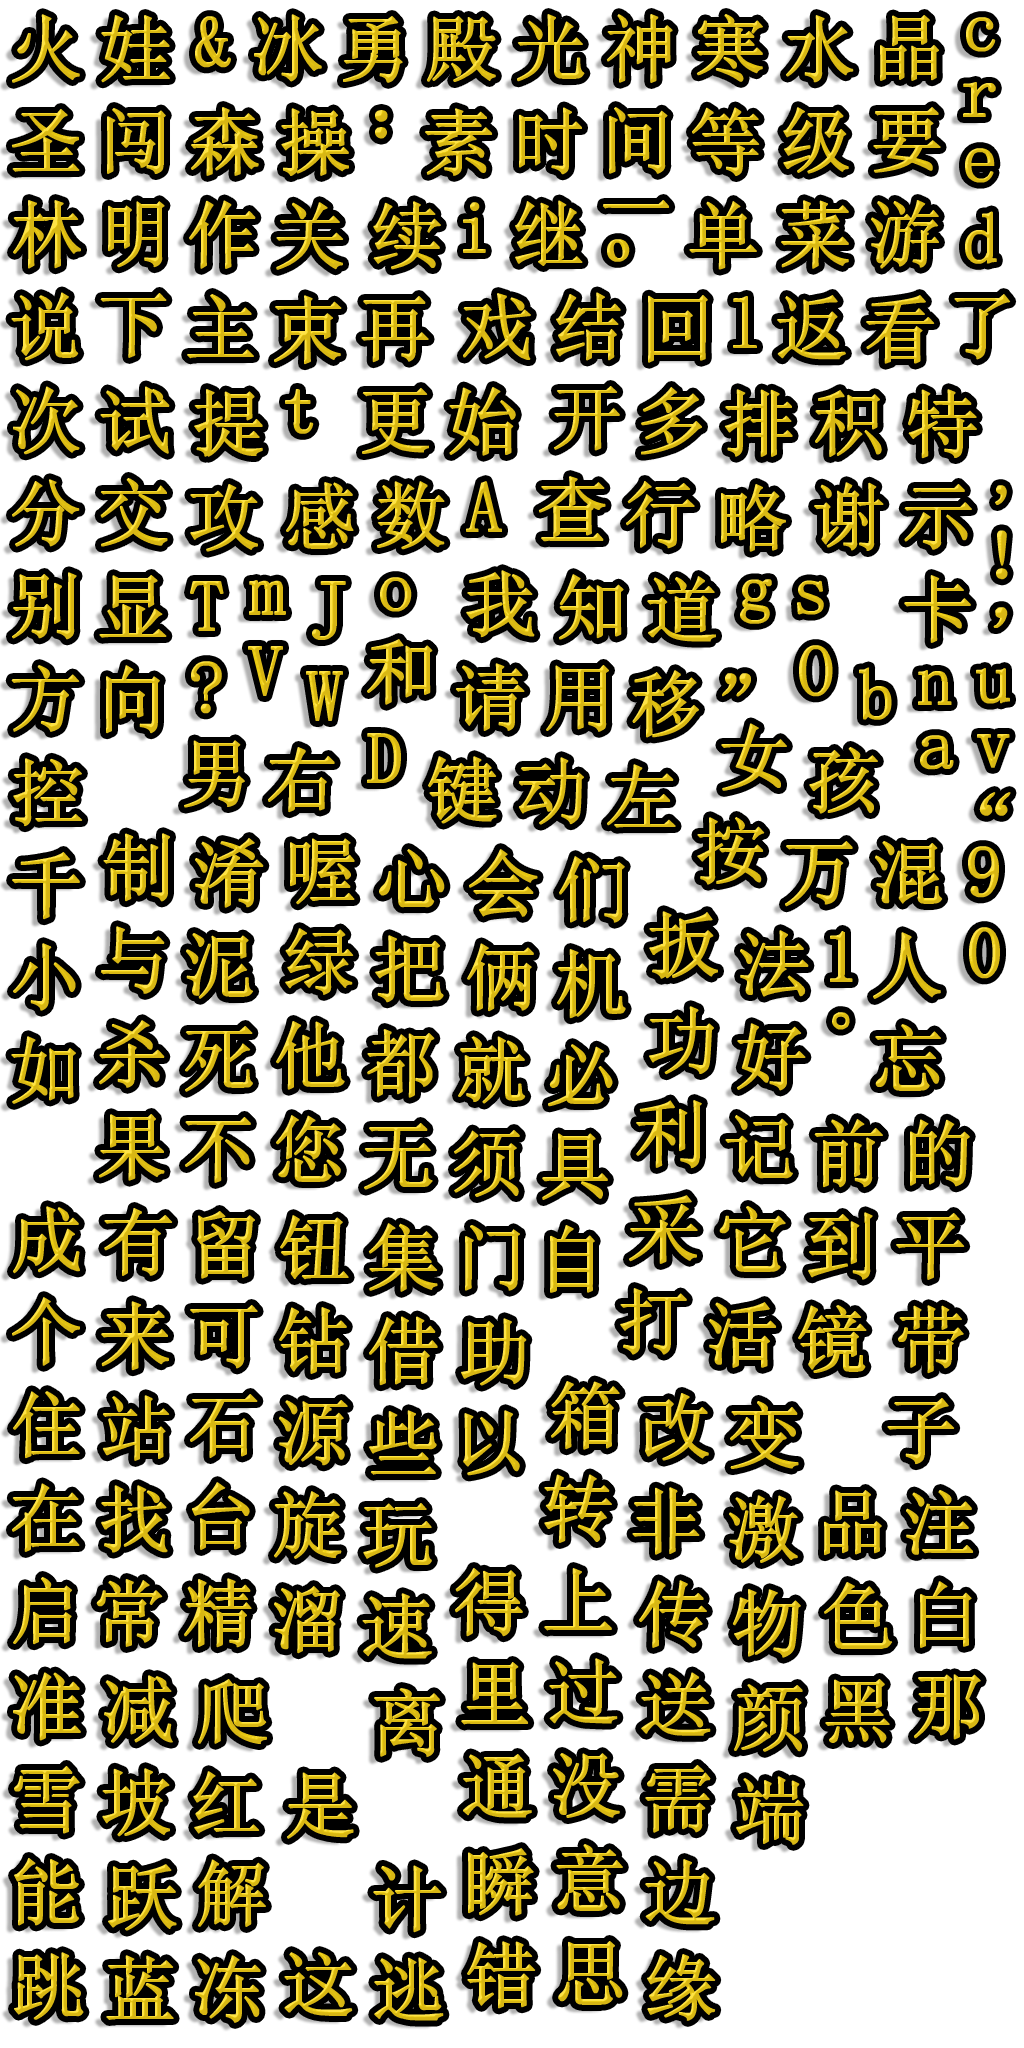 火娃&冰勇殿光神寒水晶c
r
圣闯森操:素时间等级要e
林明作关续i继一。单菜游d
说下主束再戏结回l返看了
次试提t更始开多排积特
分交攻感数A查行略谢示,
!
别显TmJo我知道gs卡,
方向?VW和请用移”0bnu
控男右D键动左女孩av
“
千制淆喔心会们按万混9
小与泥绿把俩机扳法1人0
如杀死他都就必功好。忘
果不您无须具利记前的
成有留钮集门自采它到平
个来可钻借助打活镜带
住站石源些以箱改变子
在找台旋玩转非激品注
启常精溜速得上传物色白
准减爬离里过送颜黑那
雪坡红是通没需端
能跃解计瞬意边
跳蓝冻这逃错思缘